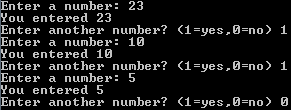 Enter a number: 23
You entered 23
Enter another number? (1=yes,0=no) 1
Enter a number: 10
You entered 10
Enter another number? (1=yes,0=no) 1
Enter a number: 5
You entered 5
Enter another number? (1=yes,0=no) 0